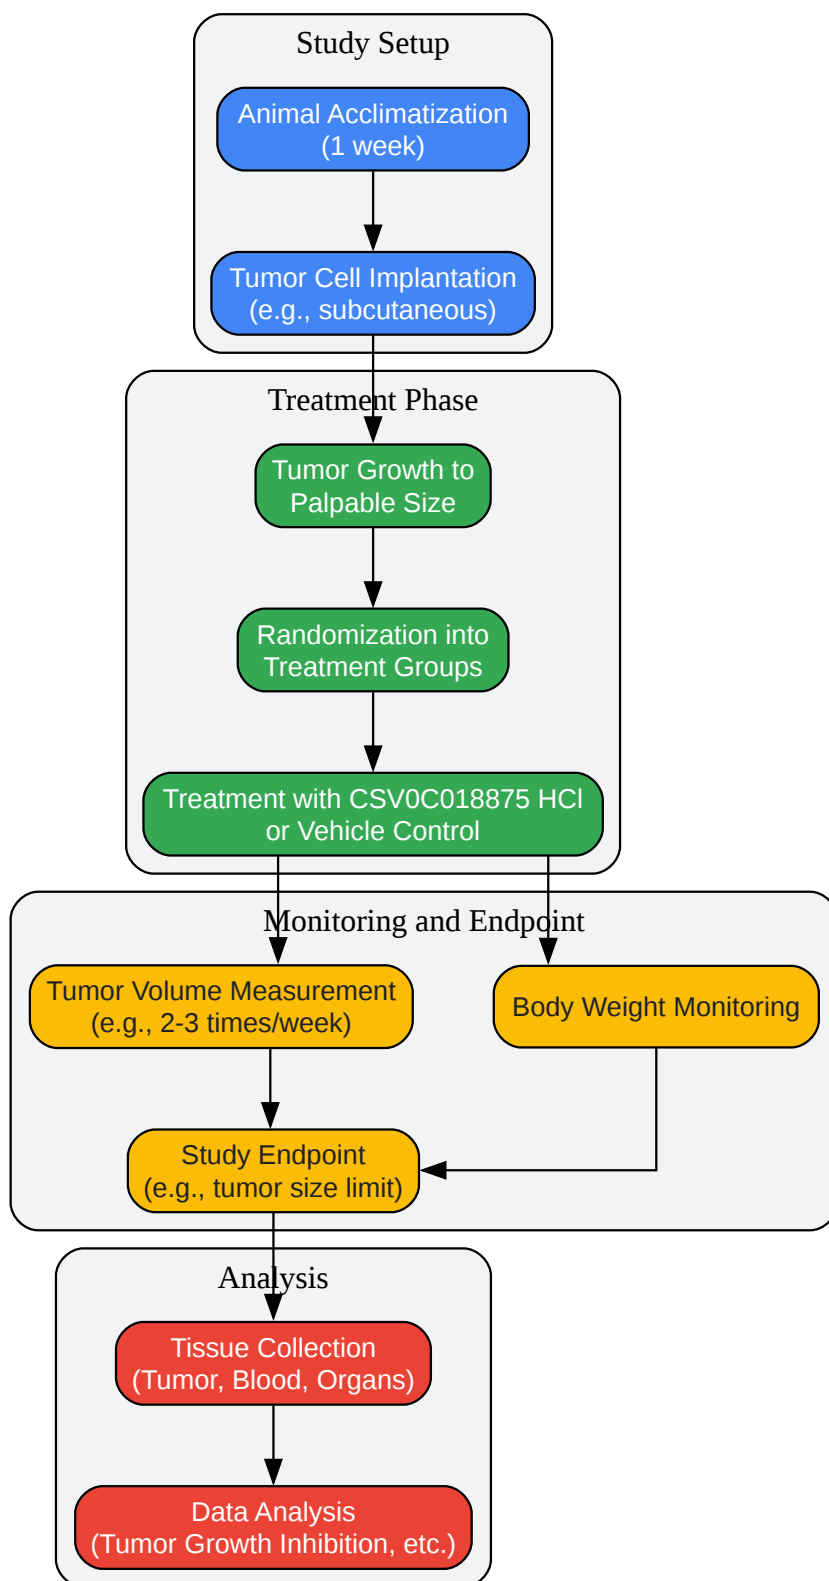 Study Setup
Animal Acclimatization
(1 week)
Tumor Cell Implantation
(e.g., subcutaneous)
Treatment Phase
Tumor Growth to
Palpable Size
Randomization into
Treatment Groups
Treatment with CSV0C018875 HCl
or Vehicle Control
Monitoring and Endpoint
Tumor Volume Measurement
(e.g., 2-3 times/week)
Body Weight Monitoring
Study Endpoint
(e.g., tumor size limit)
Analysis
Tissue Collection
(Tumor, Blood, Organs)
Data Analysis
(Tumor Growth Inhibition, etc.)